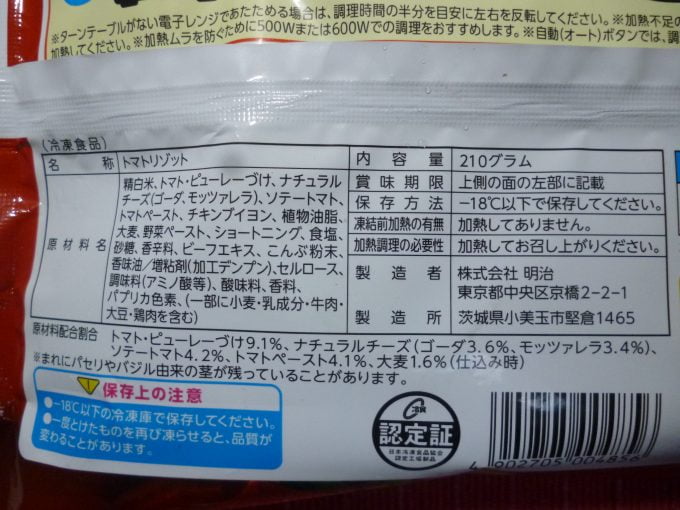 ※ターンテーブルがない電子レンジであたためる場合は、調理時間の半分を目安に左右を反転してください。※加熱不足の
加熱してください。※加熱ムラを防ぐために500Wまたは600Wでの調理をおすすめします。※自動(オート)ボタンでは、調
(冷凍食品)
名称 トマトリゾット
原材料名 精白米、トマト・ピューレーづけ、ナチュラル
チーズ(ゴーダ、モッツァレラ)、ソテートマト、
トマトペースト、チキンブイヨン、植物油脂、
大麦、野菜ペースト、ショートニング、食塩、
砂糖、香辛料、ビーフエキス、こんぶ粉末、
香味油/増粘剤(加工デンプン)、セルロース、
調味料(アミノ酸等)、酸味料、香料、
パプリカ色素、(一部に小麦・乳成分・牛肉・
大豆・鶏肉を含む)
内容量 210グラム
賞味期限 上側の面の左部に記載
保存方法 −18℃以下で保存してください。
凍結前加熱の有無 加熱してありません。
加熱調理の必要性 加熱してお召し上がりください。
製造者 株式会社 明治
東京都中央区京橋2-2-1
製造所 茨城県小美玉市堅倉1465
原材料配合割合 トマト・ピューレーづけ9.1%、ナチュラルチーズ(ゴーダ3.6%、モッツァレラ3.4%)、
ソテートマト4.2%、トマトペースト4.1%、大麦1.6%(仕込み時)
※まれにパセリやバジル由来の茎が残っていることがあります。
保存上の注意
●−18℃以下の冷凍庫で保存してください。
●一度とけたものを再び凍らせると、品質が
変わることがあります。
冷食
認定証
日本冷凍食品協会
認定工場製品
4 902705 004856